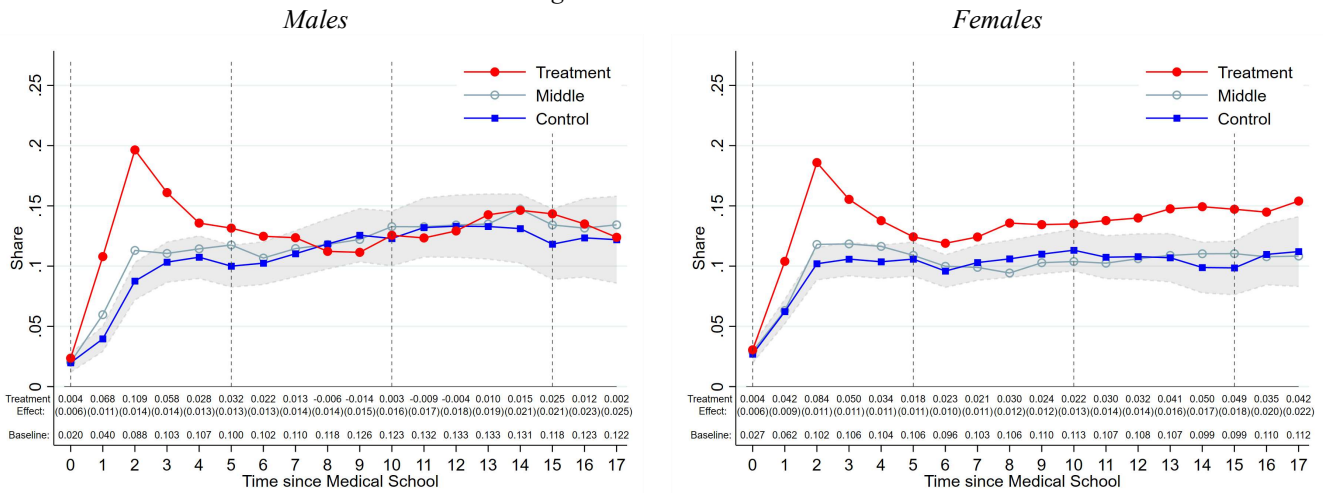 Males
.25
.2
.15
.1
.05
0
Share
Treatment
Middle
Control
Treatment 0.004 0.068 0.109 0.058 0.028 0.032 0.022 0.013 -0.006 -0.014 0.003 -0.009 -0.004 0.010 0.015 0.025 0.012 0.002
Effect: (0.006)(0.011)(0.014)(0.014)(0.013)(0.013)(0.013)(0.014)(0.014)(0.015)(0.016)(0.017)(0.018)(0.019)(0.021)(0.021)(0.023)(0.025)
Baseline: 0.020 0.040 0.088 0.103 0.107 0.100 0.102 0.110 0.118 0.126 0.123 0.132 0.133 0.133 0.131 0.118 0.123 0.122
0 1 2 3 4 5 6 7 8 9 10 11 12 13 14 15 16 17
Time since Medical School
Females
.25
.2
.15
.1
.05
0
Share
Treatment
Middle
Control
Treatment 0.004 0.042 0.084 0.050 0.034 0.018 0.023 0.021 0.030 0.024 0.022 0.030 0.032 0.041 0.050 0.049 0.035 0.042
Effect: (0.006)(0.009)(0.011)(0.011)(0.011)(0.011)(0.010)(0.011)(0.012)(0.012)(0.013)(0.014)(0.014)(0.016)(0.016)(0.017)(0.018)(0.020)(0.022)
Baseline: 0.027 0.062 0.102 0.106 0.104 0.106 0.096 0.103 0.106 0.110 0.113 0.107 0.108 0.107 0.099 0.099 0.110 0.112
0 1 2 3 4 5 6 7 8 9 10 11 12 13 14 15 16 17
Time since Medical School